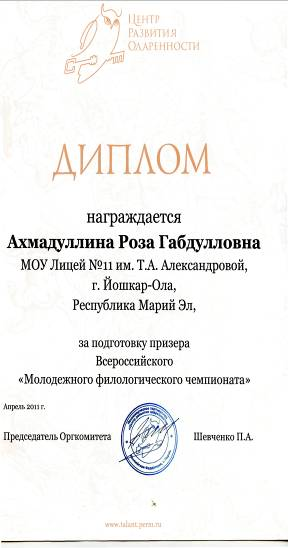 Центр
Развития
Одаренности
ДИПЛОМ
награждается
Ахмадуллина Роза Габдулловна
МОУ Лицей №11 им. Т.А. Александровой,
г. Йошкар-Ола,
Республика Марий Эл,
за подготовку призера
Всероссийского
«Молодежного филологического чемпионата»
Апрель 2011 г.
Председатель Оргкомитета
Шевченко П.А.
www.talant.perm.ru